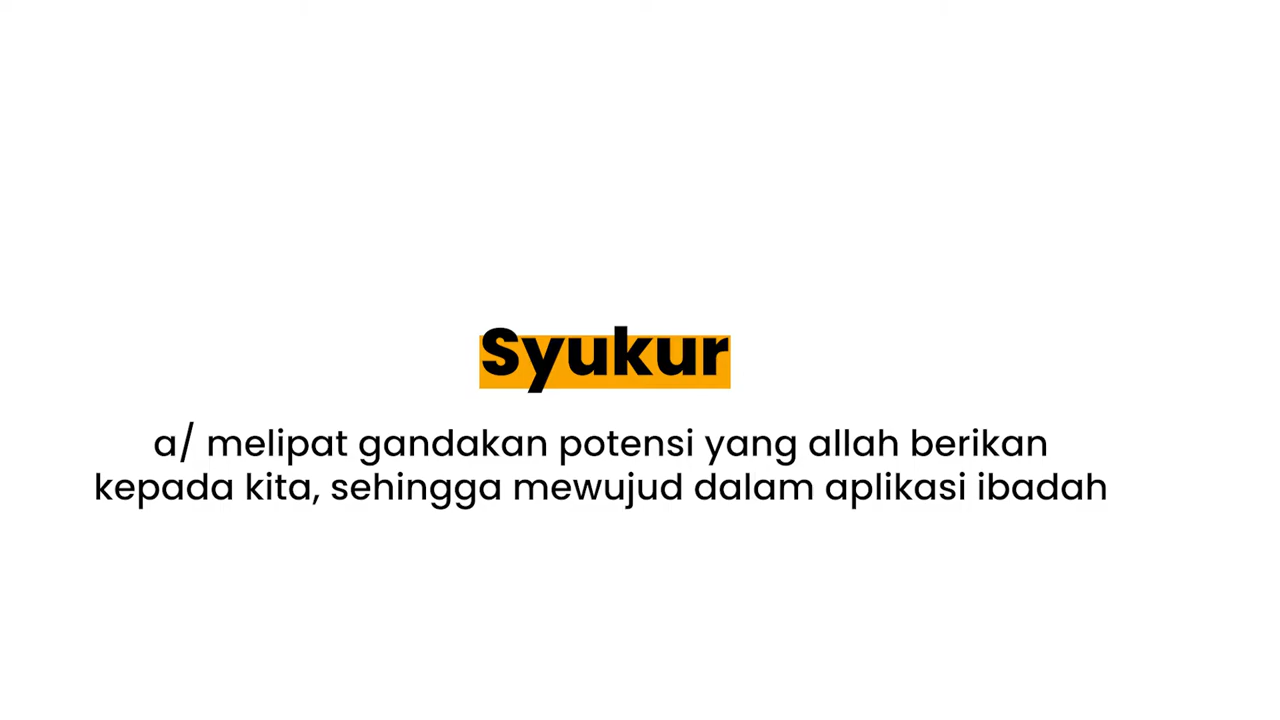 Syukur
a/ melipat gandakan potensi yang allah berikan
kepada kita, sehingga mewujud dalam aplikasi ibadah